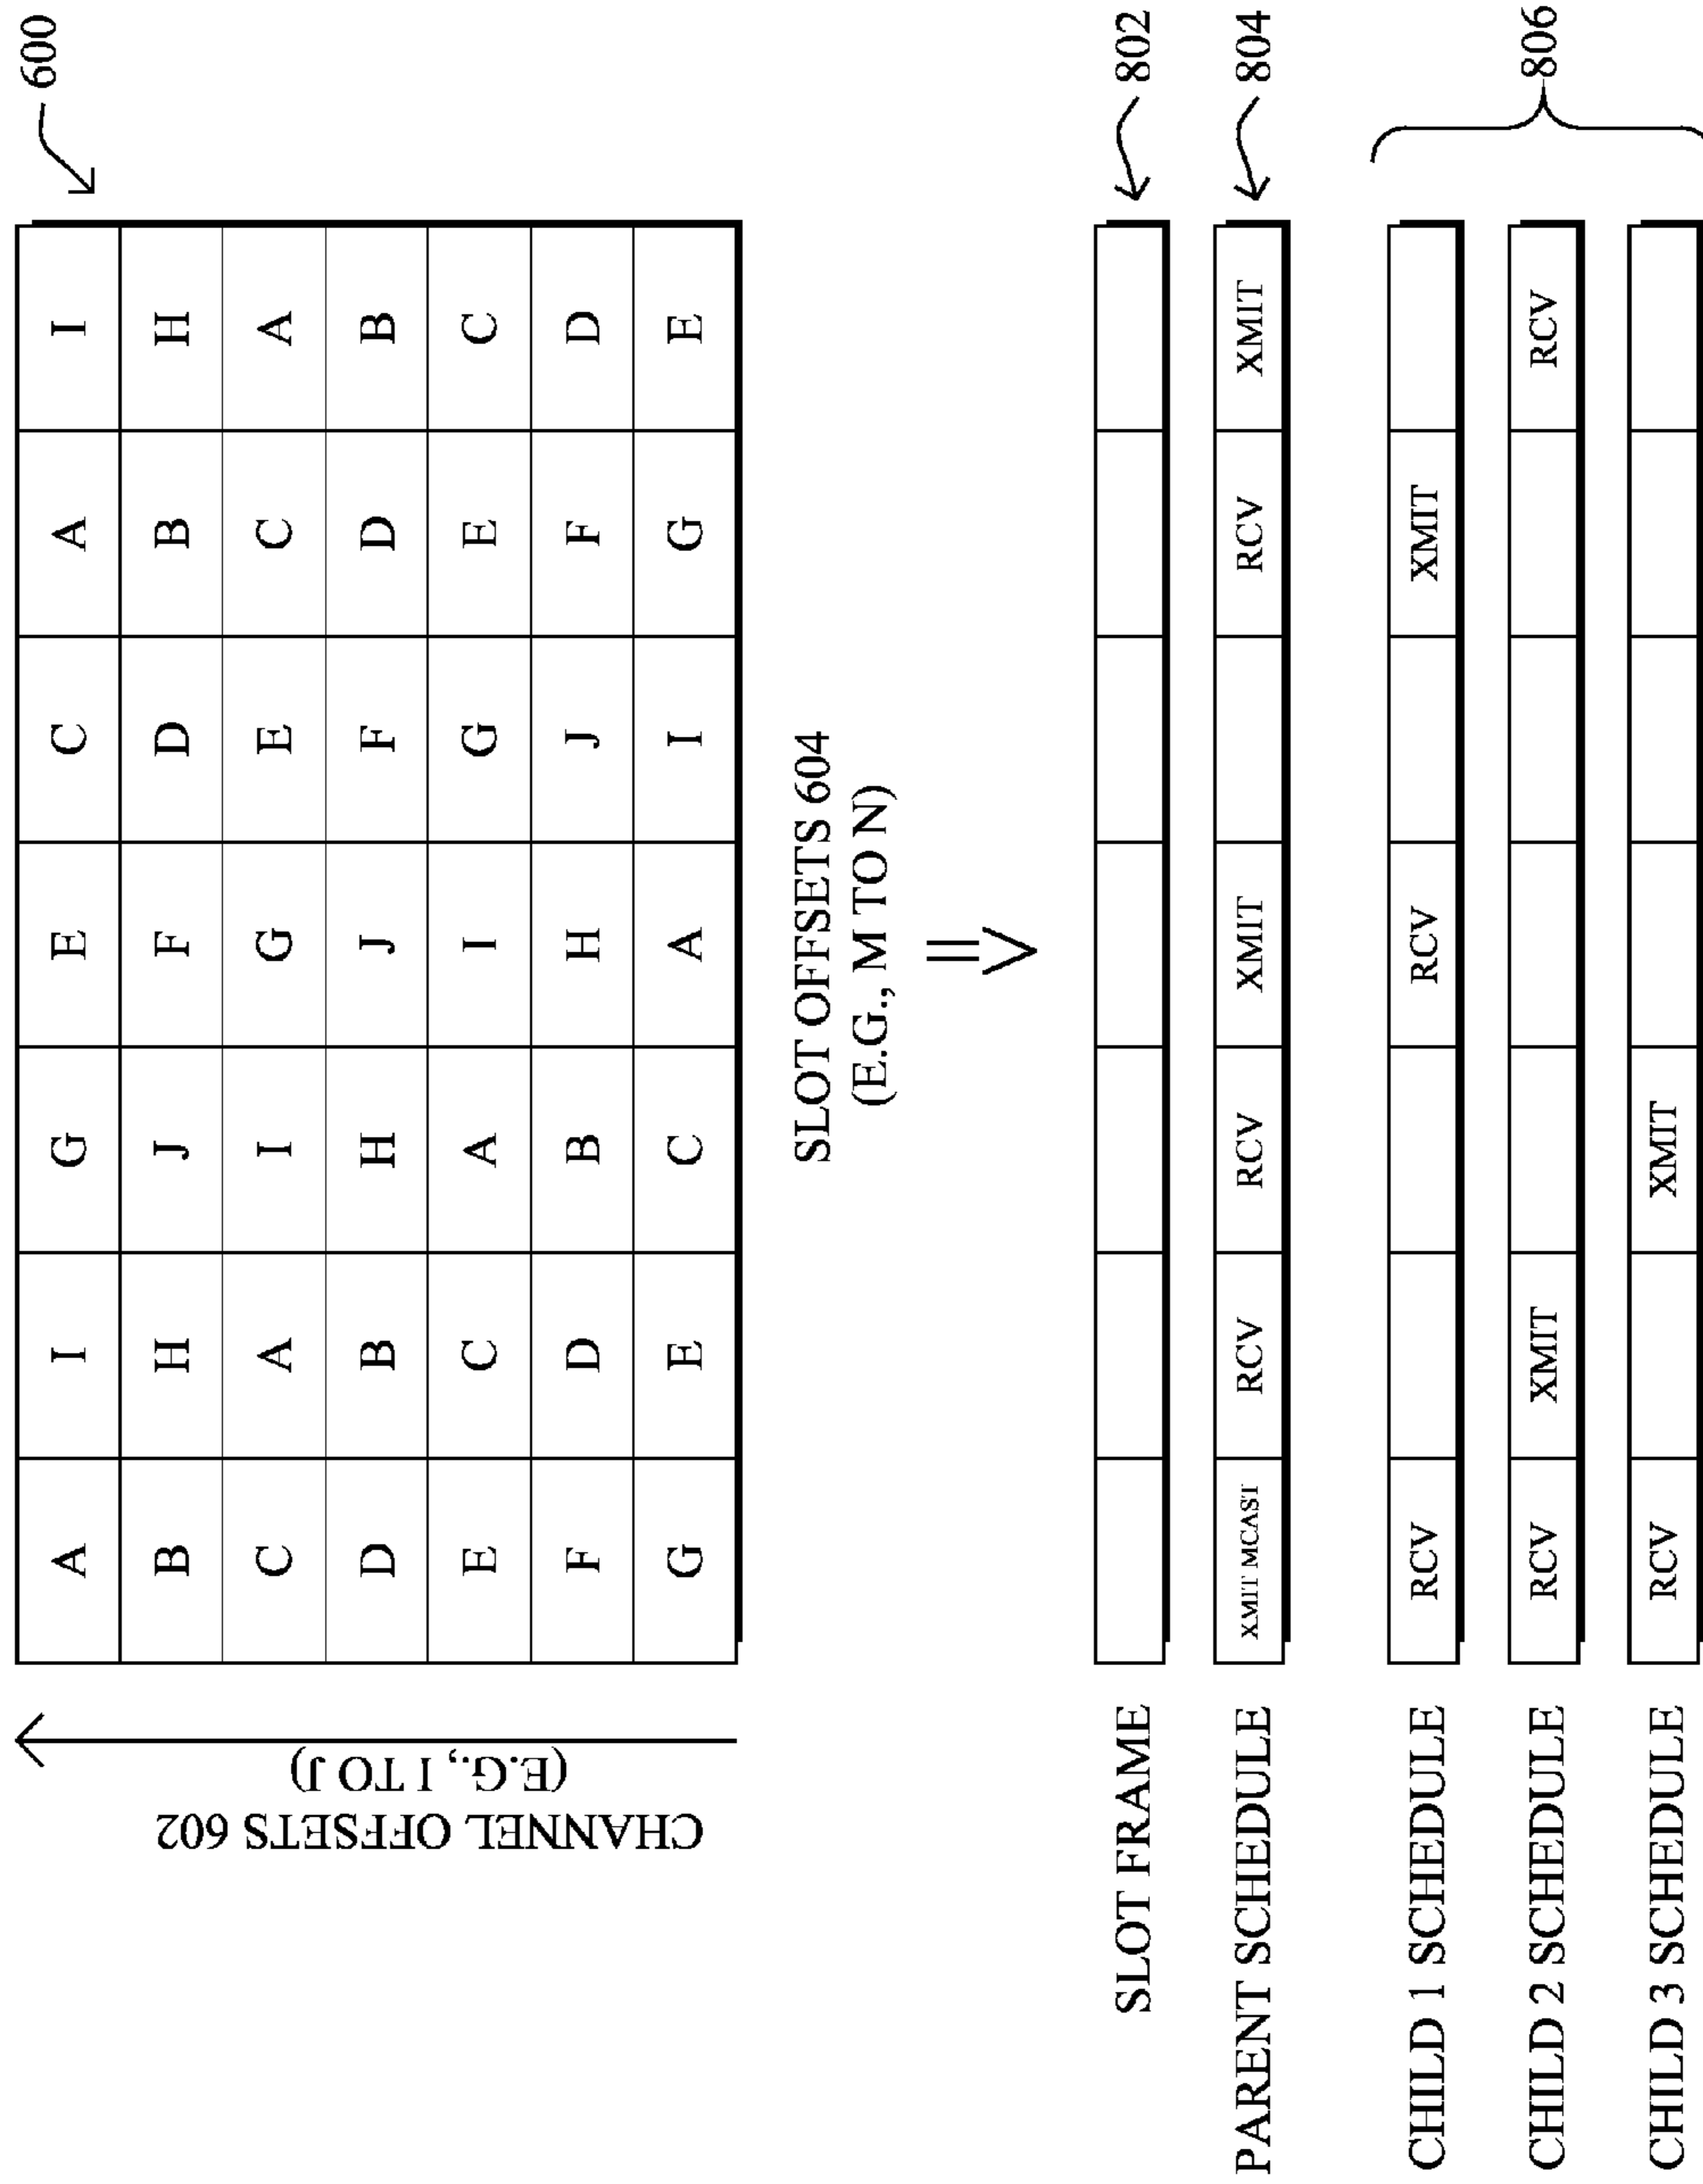 600
CHANNEL OFFSETS 602
(E.G., I TO J)
A I G E C A I
B H J F D B H
C A I G E C A
D B H J F D B
E C A I G E C
F D B H J F D
G E C A I G E
SLOT OFFSETS 604
(E.G., M TO N)
SLOT FRAME 802
PARENT SCHEDULE XMIT MCAST RCV RCV XMIT RCV XMIT 804
CHILD 1 SCHEDULE RCV RCV XMIT
CHILD 2 SCHEDULE RCV XMIT RCV 806
CHILD 3 SCHEDULE RCV XMIT